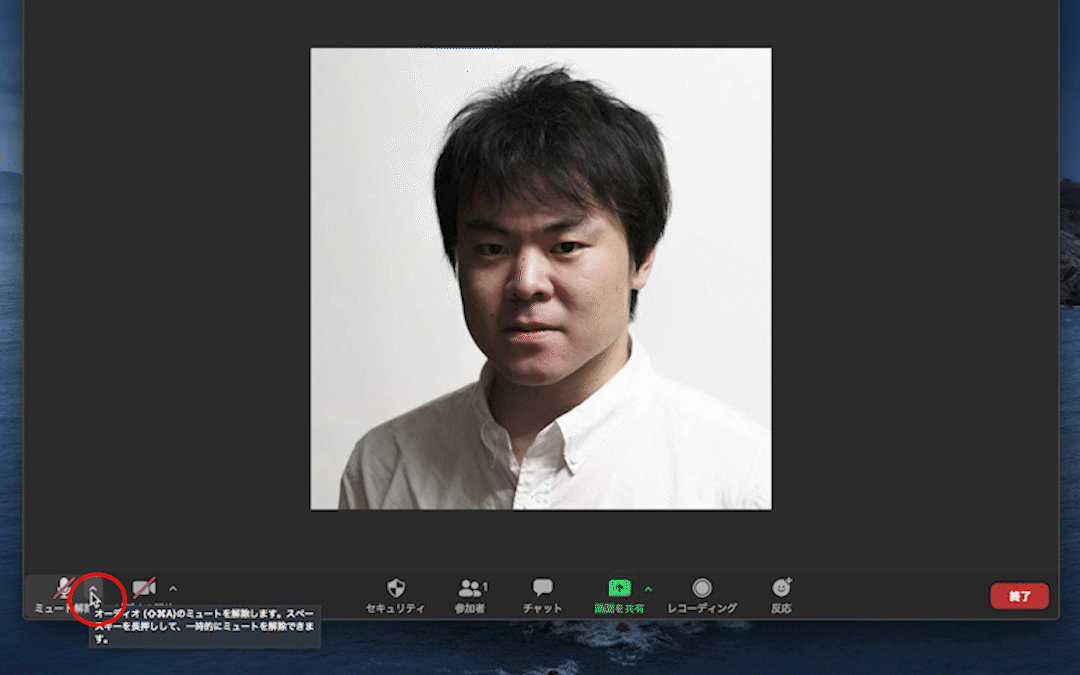 ミュート解除
セキュリティ
参加者
1
チャット
画面を共有
レコーディング
反応
終了
オーディオ (⇧⌘A)のミュートを解除します。スペー
スキーを長押しして、一時的にミュートを解除できま
す。